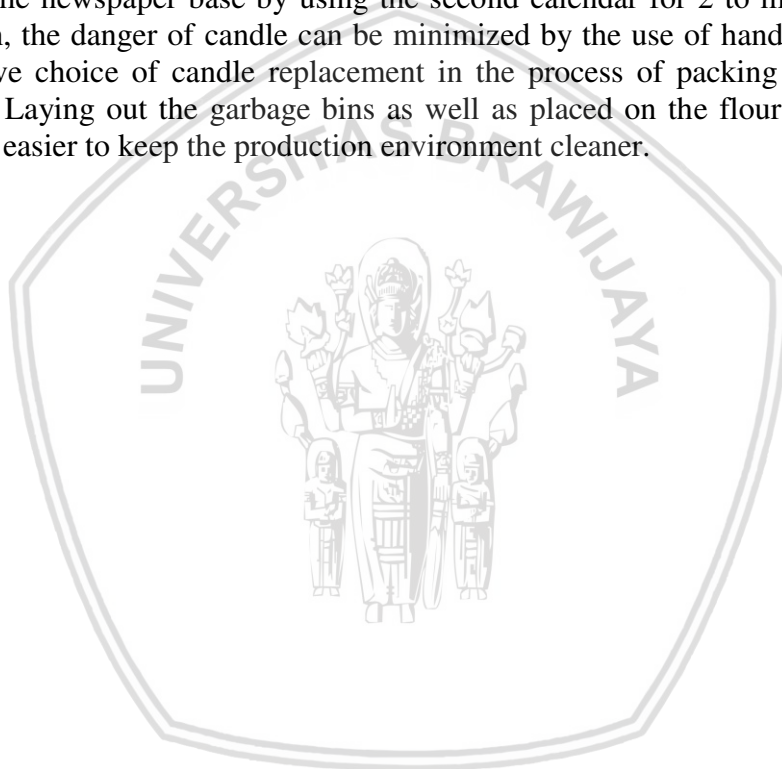 the newspaper base by using the second calendar for 2 to m
n, the danger of candle can be minimized by the use of hand
ve choice of candle replacement in the process of packing
Laying out the garbage bins as well as placed on the flour
easier to keep the production environment cleaner.
UNIVERSITAS BRAWIJAYA